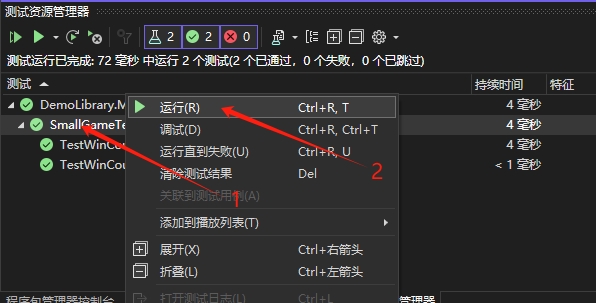 测试资源管理器
2 2 0
测试运行已完成: 72 毫秒 中运行 2 个测试(2 个已通过，0 个失败，0 个已跳过)
测试 持续时间 特征
DemoLibrary.M 4 毫秒
SmallGameTe 4 毫秒
TestWinCou 4 毫秒
TestWinCou < 1 毫秒
运行(R) Ctrl+R, T
调试(D) Ctrl+R, Ctrl+T
运行直到失败(U) Ctrl+R, U
清除测试结果 Del
关联到测试用例(A)
添加到播放列表(T)
展开(X) Ctrl+右箭头
折叠(L) Ctrl+左箭头
打开测试日志(L) Ctrl+L
1
2
程序包管理器控制台
管理器